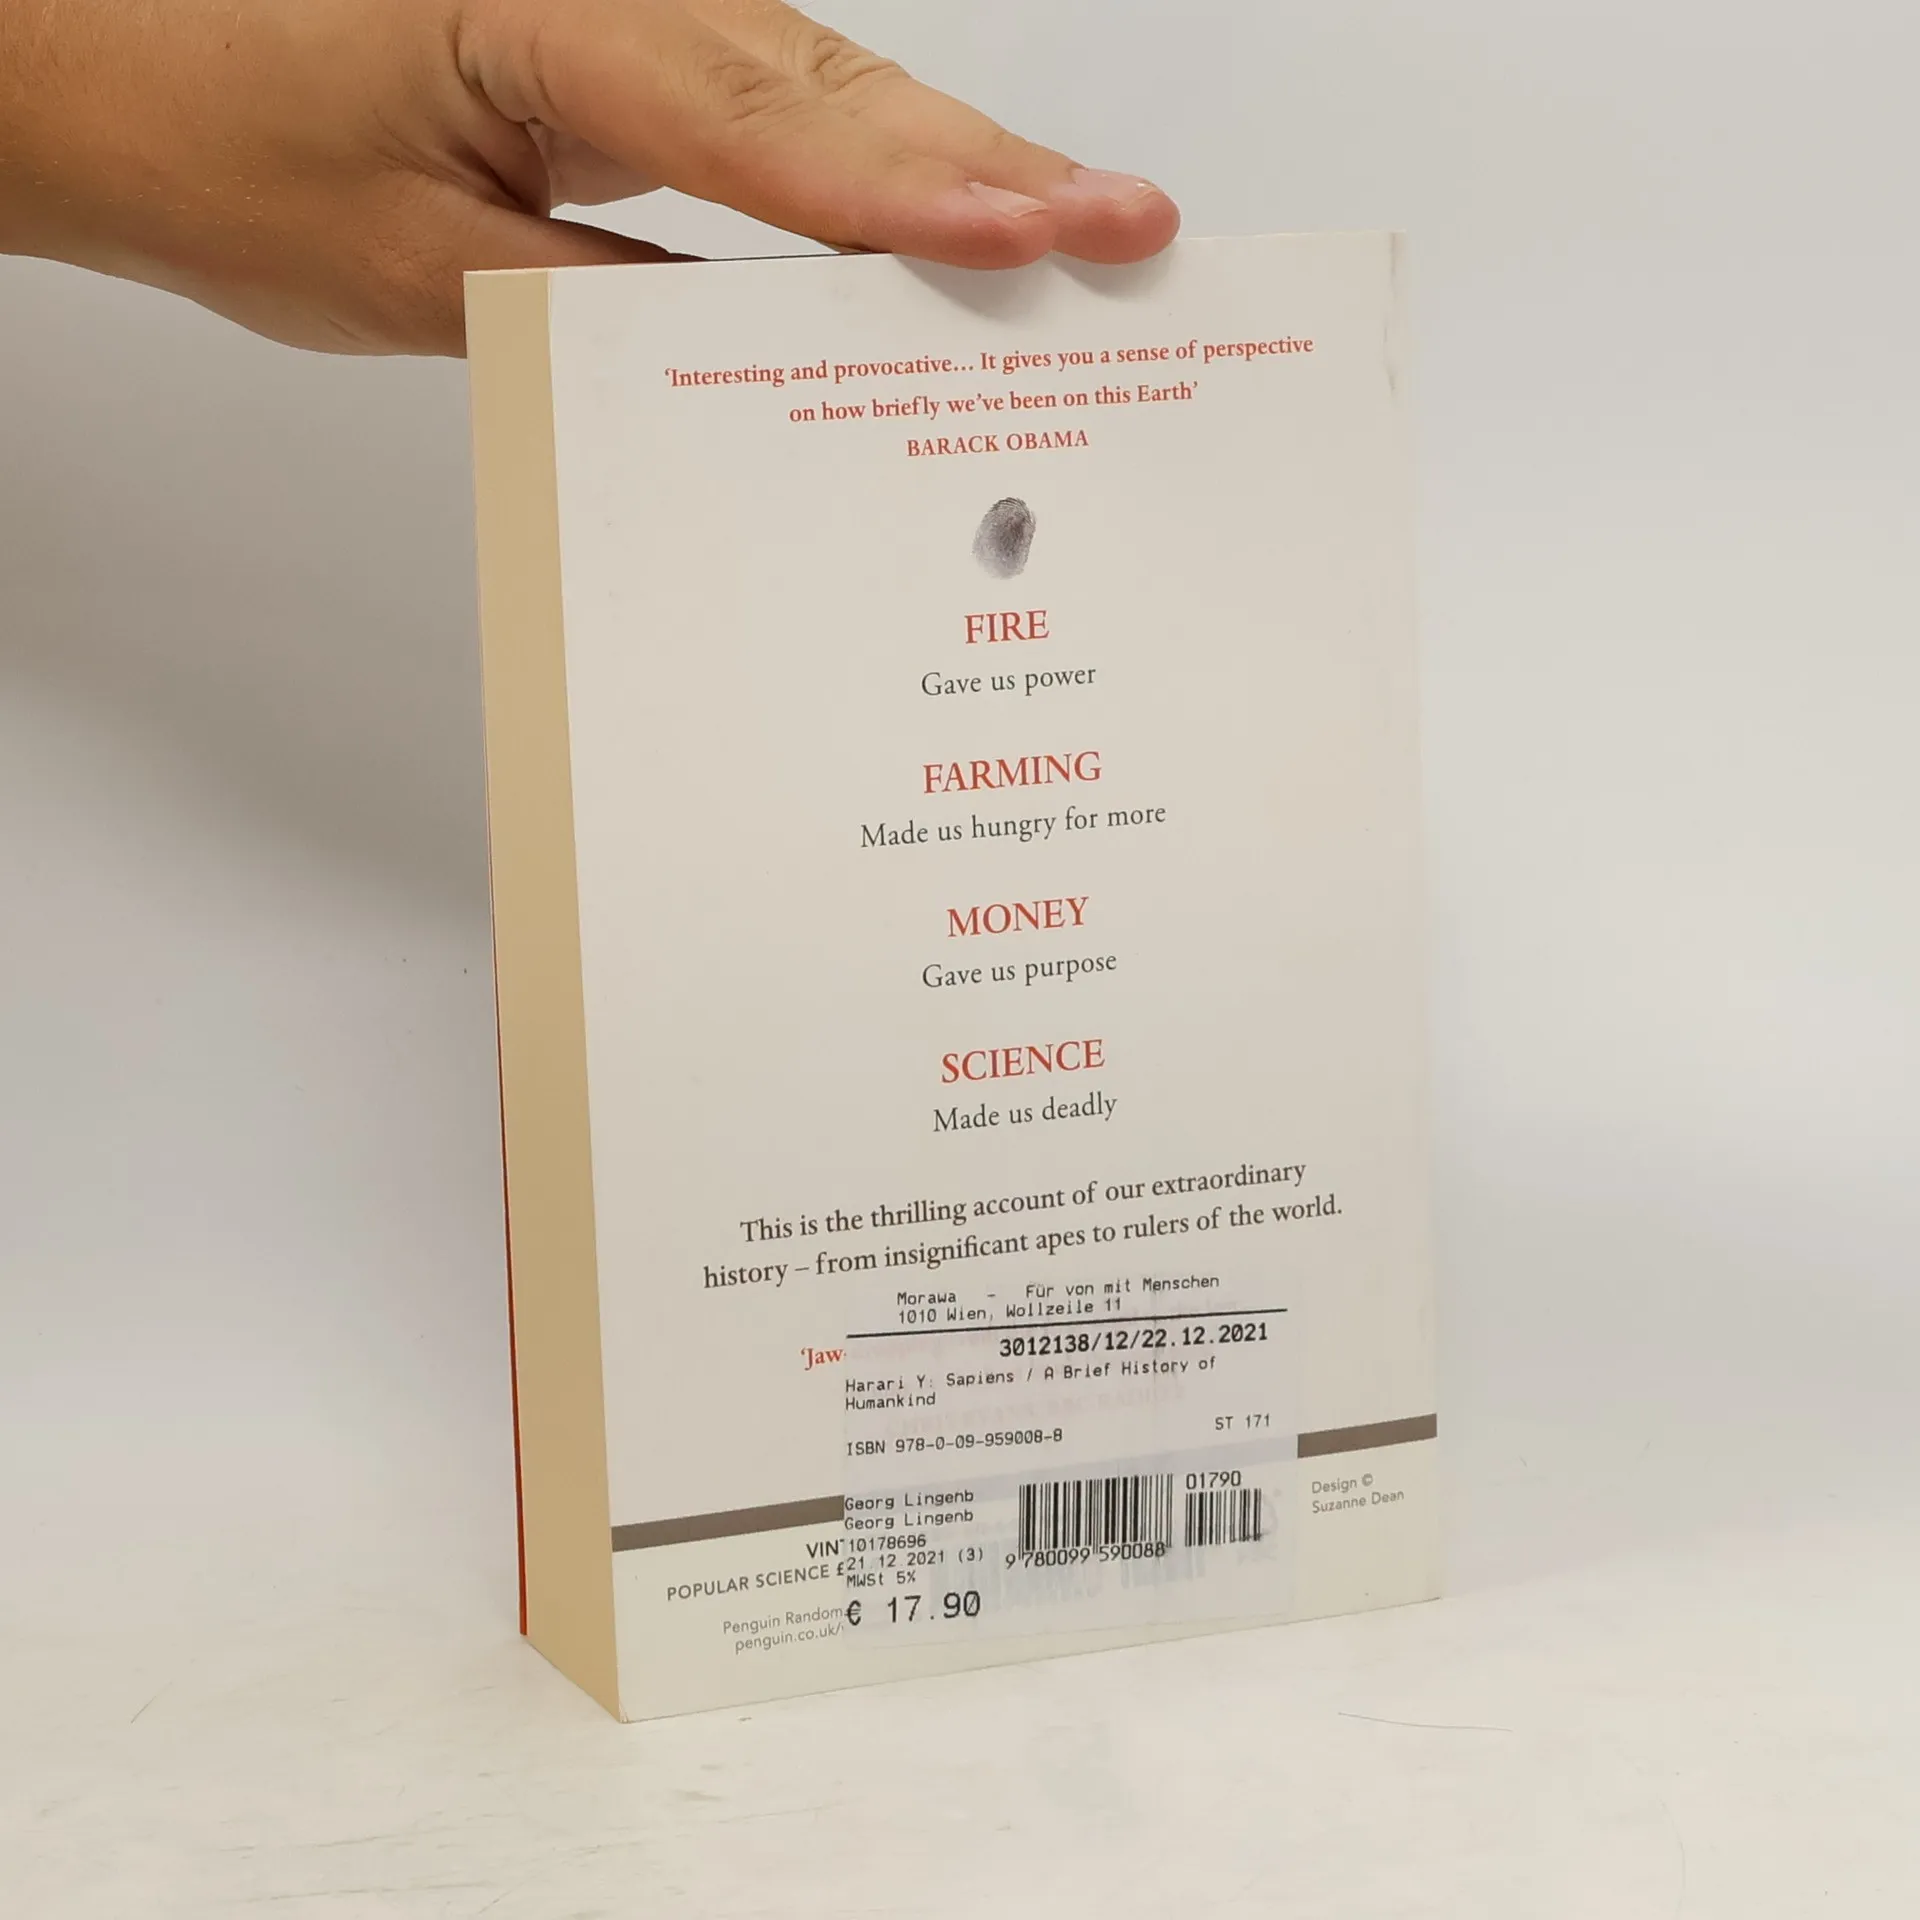 ‘Interesting and provocative... It gives you a sense of perspective
on how briefly we’ve been on this Earth’
BARACK OBAMA
FIRE
Gave us power
FARMING
Made us hungry for more
MONEY
Gave us purpose
SCIENCE
Made us deadly
This is the thrilling account of our extraordinary
history – from insignificant apes to rulers of the world.
Morawa - Für von mit Menschen
1010 Wien, Wollzeile 11
‘Jaw-
3012138/12/22.12.2021
Harari Y: Sapiens / A Brief History of
Humankind
ST 171
ISBN 978-0-09-959008-8
Georg Lingenb
Georg Lingenb
10178696
21.12.2021 (3)
MWSt 5%
€ 17.90
01790
9 780099 590088
VIN
POPULAR SCIENCE £
Penguin Random
penguin.co.uk/
Design ©
Suzanne Dean